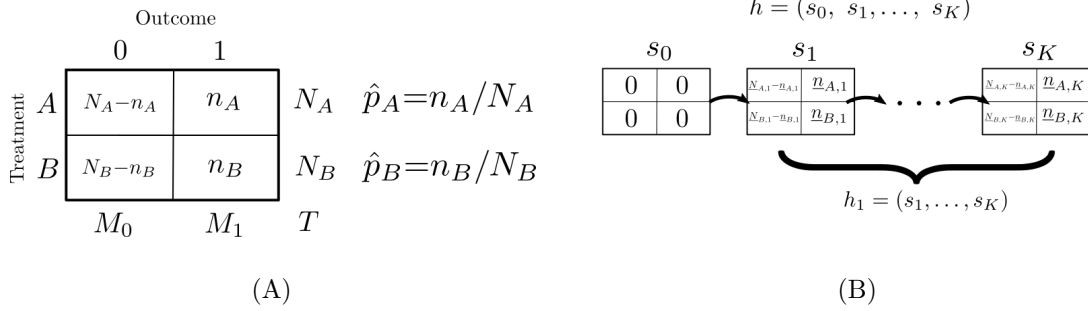 Outcome
0 1
Treatment
A N_A−n_A n_A N_A p̂_A=n_A/N_A
B N_B−n_B n_B N_B p̂_B=n_B/N_B
M_0 M_1 T
(A)
h = (s_0, s_1, . . . , s_K)
s_0 s_1 s_K
0 0 N_{A,1}−n_{A,1} n_{A,1} N_{A,K}−n_{A,K} n_{A,K}
0 0 N_{B,1}−n_{B,1} n_{B,1} . . . . . N_{B,K}−n_{B,K} n_{B,K}
h_1 = (s_1, . . . , s_K)
(B)